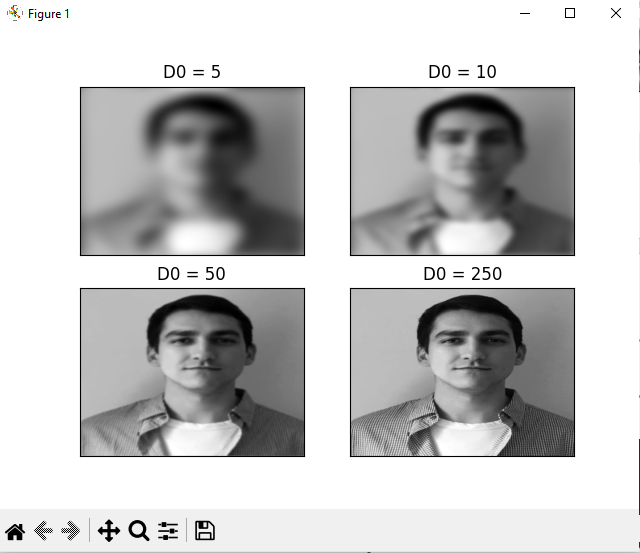 Figure 1
D0 = 5
D0 = 10
D0 = 50
D0 = 250